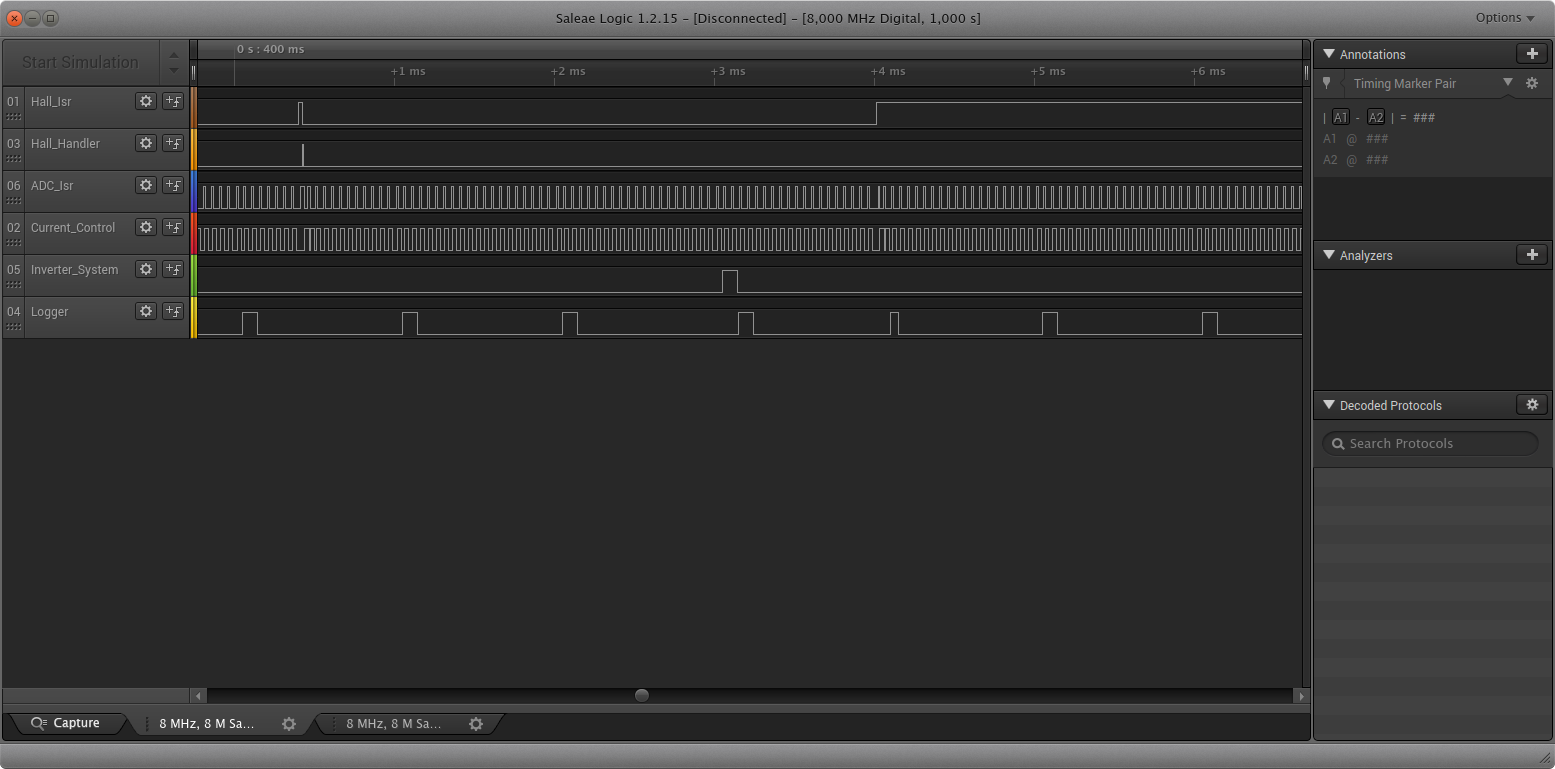 Saleae Logic 1.2.15 – [Disconnected] – [8,000 MHz Digital, 1,000 s]
Options
Start Simulation
0 s : 400 ms
+1 ms +2 ms +3 ms +4 ms +5 ms +6 ms
01 Hall_Isr
03 Hall_Handler
06 ADC_Isr
02 Current_Control
05 Inverter_System
04 Logger
Annotations
Timing Marker Pair
| A1 - A2 | = ###
A1 @ ###
A2 @ ###
Analyzers
Decoded Protocols
Search Protocols
Capture
8 MHz, 8 M Sa...
8 MHz, 8 M Sa...